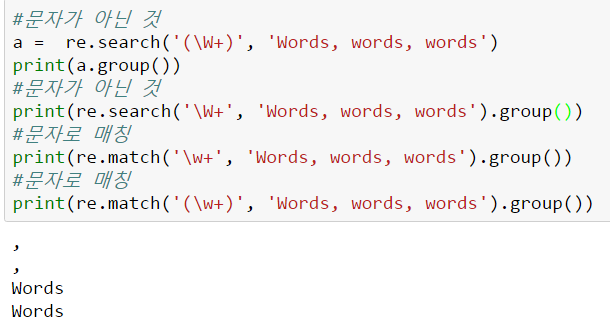 #문자가 아닌 것
a =  re.search('(\W+)', 'Words, words, words')
print(a.group())
#문자가 아닌 것
print(re.search('\W+', 'Words, words, words').group())
#문자로 매칭
print(re.match('\w+', 'Words, words, words').group())
#문자로 매칭
print(re.match('(\w+)', 'Words, words, words').group())
,
,
Words
Words